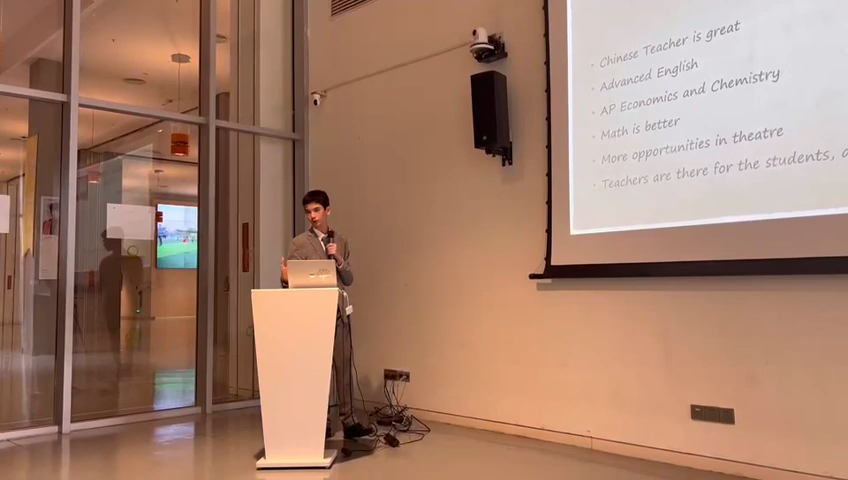 · Chinese Teacher is great
· Advanced English
· AP Economics and Chemistry
· Math is better
· More opportunities in theatre
· Teachers are there for the students,